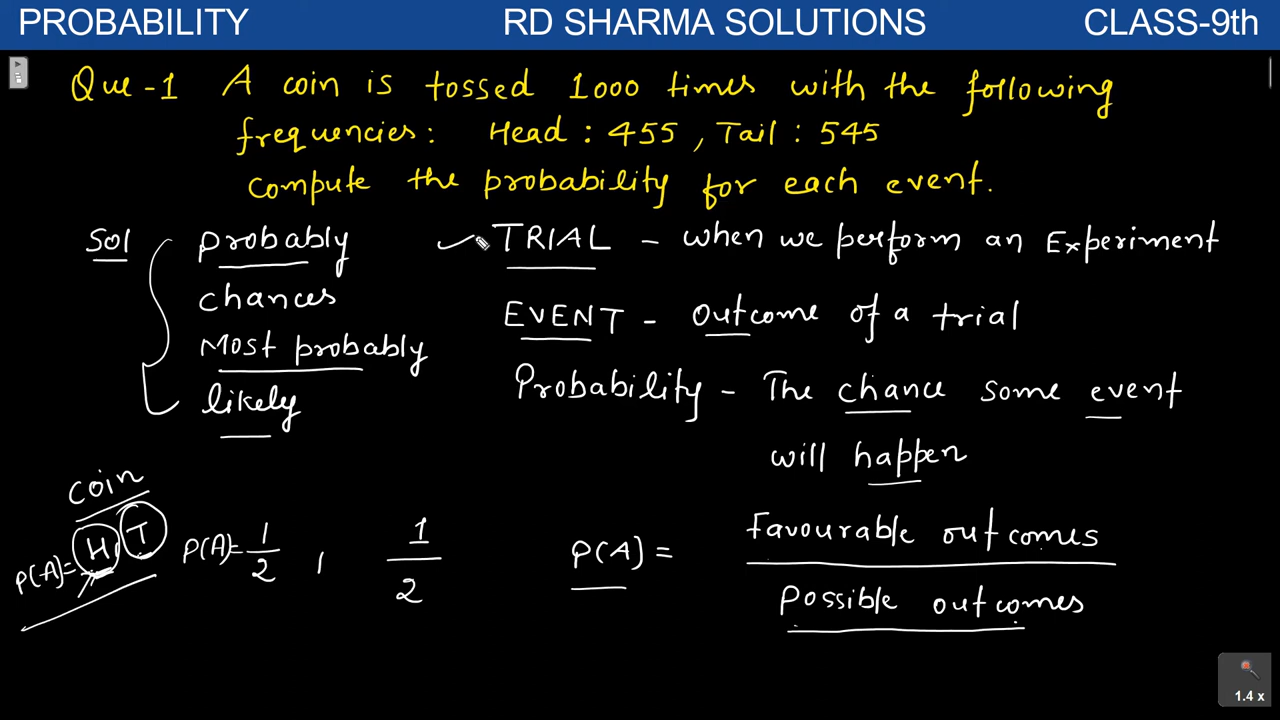 PROBABILITY RD SHARMA SOLUTIONS CLASS-9th
Que-1 A coin is tossed 1000 times with the following
frequencies: Head : 455 , Tail : 545
compute the probability for each event.
Sol probably
chances
Most probably
likely
TRIAL - when we perform an Experiment
EVENT - Outcome of a trial
Probability - The chance some event
will happen
coin
P(A)= H, T P(A)= 1/2 , 1/2
P(A) = Favourable outcomes
Possible outcomes
1.4 x